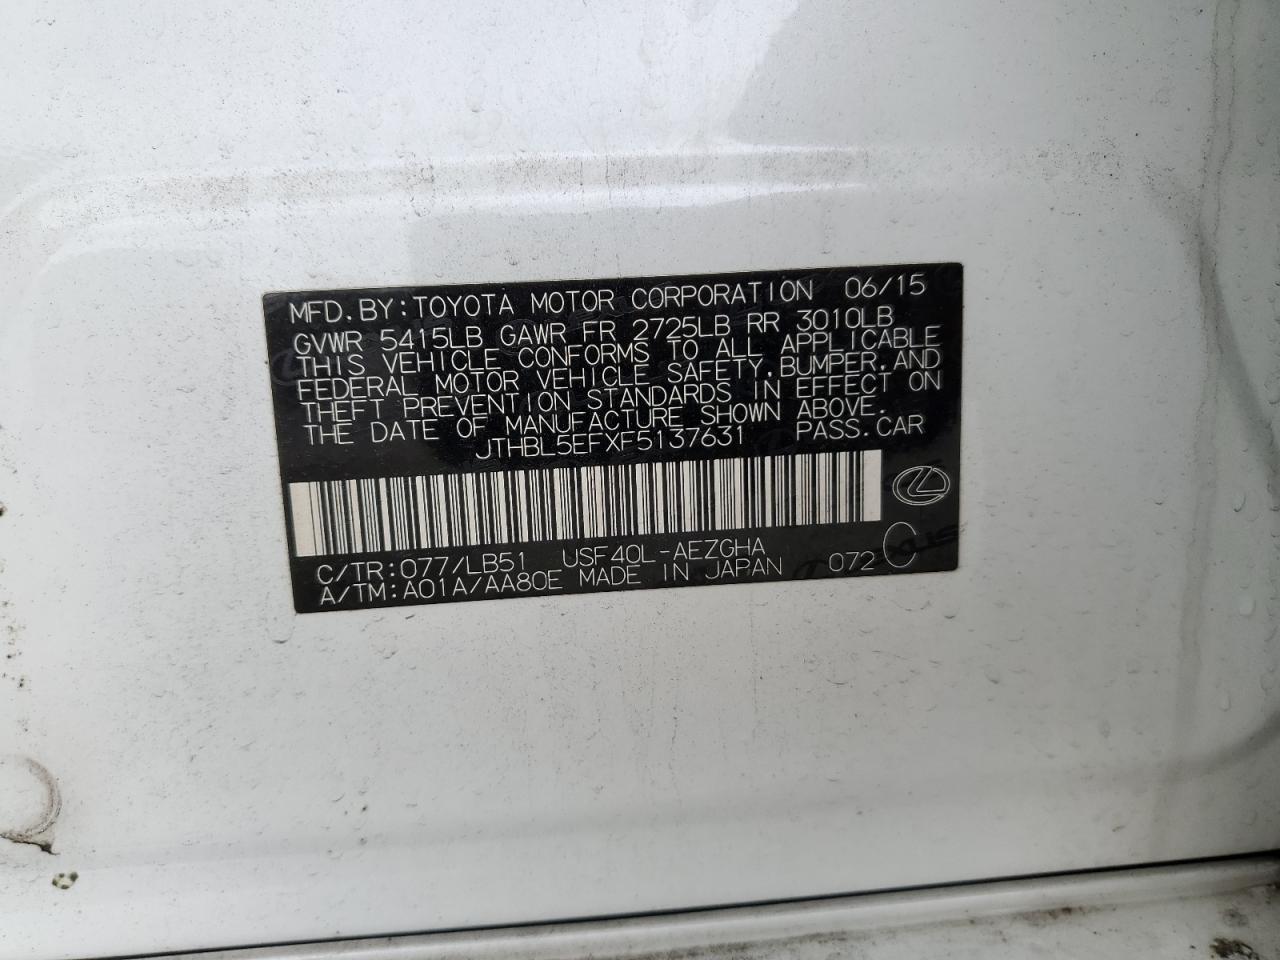 MFD. BY: TOYOTA MOTOR CORPORATION 06/15
GVWR 5415LB GAWR FR 2725LB RR 3010LB
THIS VEHICLE CONFORMS TO ALL APPLICABLE
FEDERAL MOTOR VEHICLE SAFETY, BUMPER, AND
THEFT PREVENTION STANDARDS IN EFFECT ON
THE DATE OF MANUFACTURE SHOWN ABOVE.
JTHBL5EFXF5137631 PASS. CAR
C/TR: 077/LB51 USF40L-AEZGHA
A/TM: A01A/AA80E MADE IN JAPAN 072 C
LEXUS